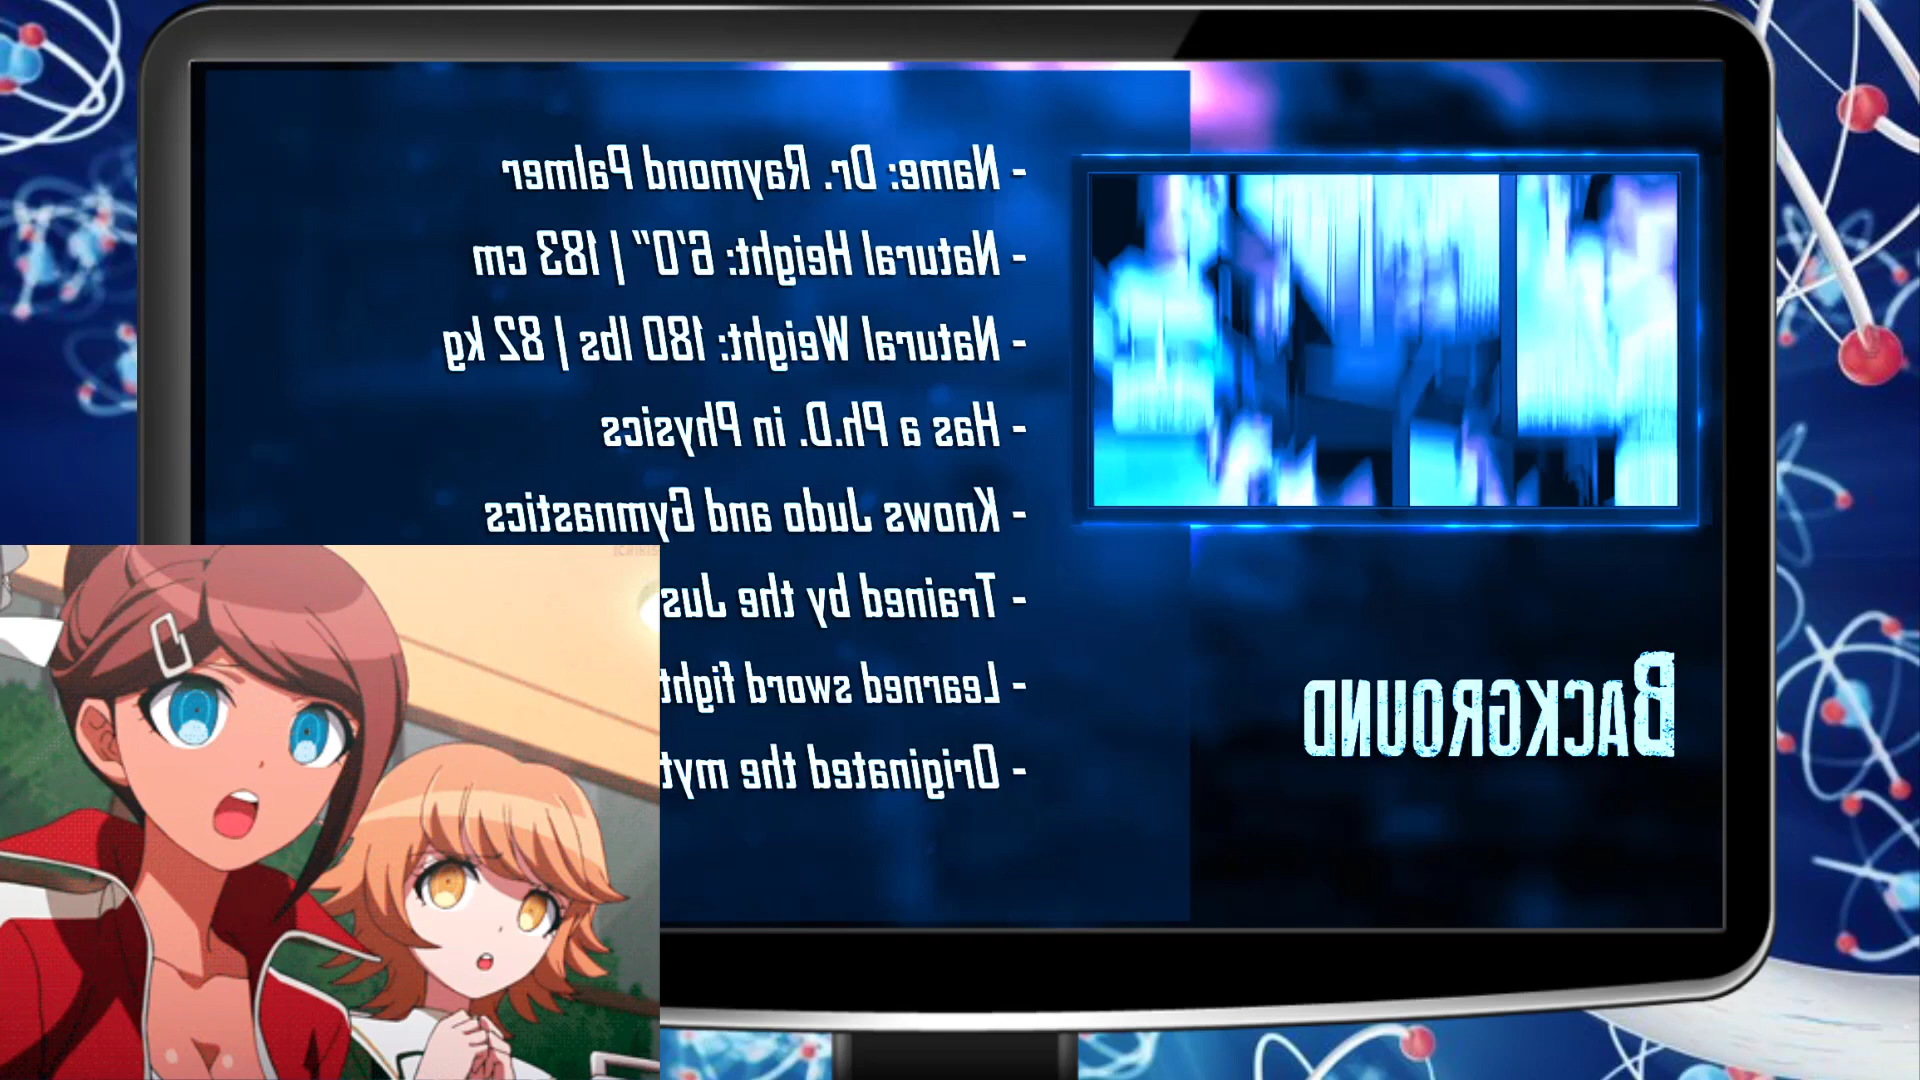 - Name: Dr. Raymond Palmer
- Natural Height: 6'0" | 183 cm
- Natural Weight: 180 lbs | 82 kg
- Has a Ph.D. in Physics
- Knows Judo and Gymnastics
- Trained by the Jus
- Learned sword fight
- Originated the myt
Background